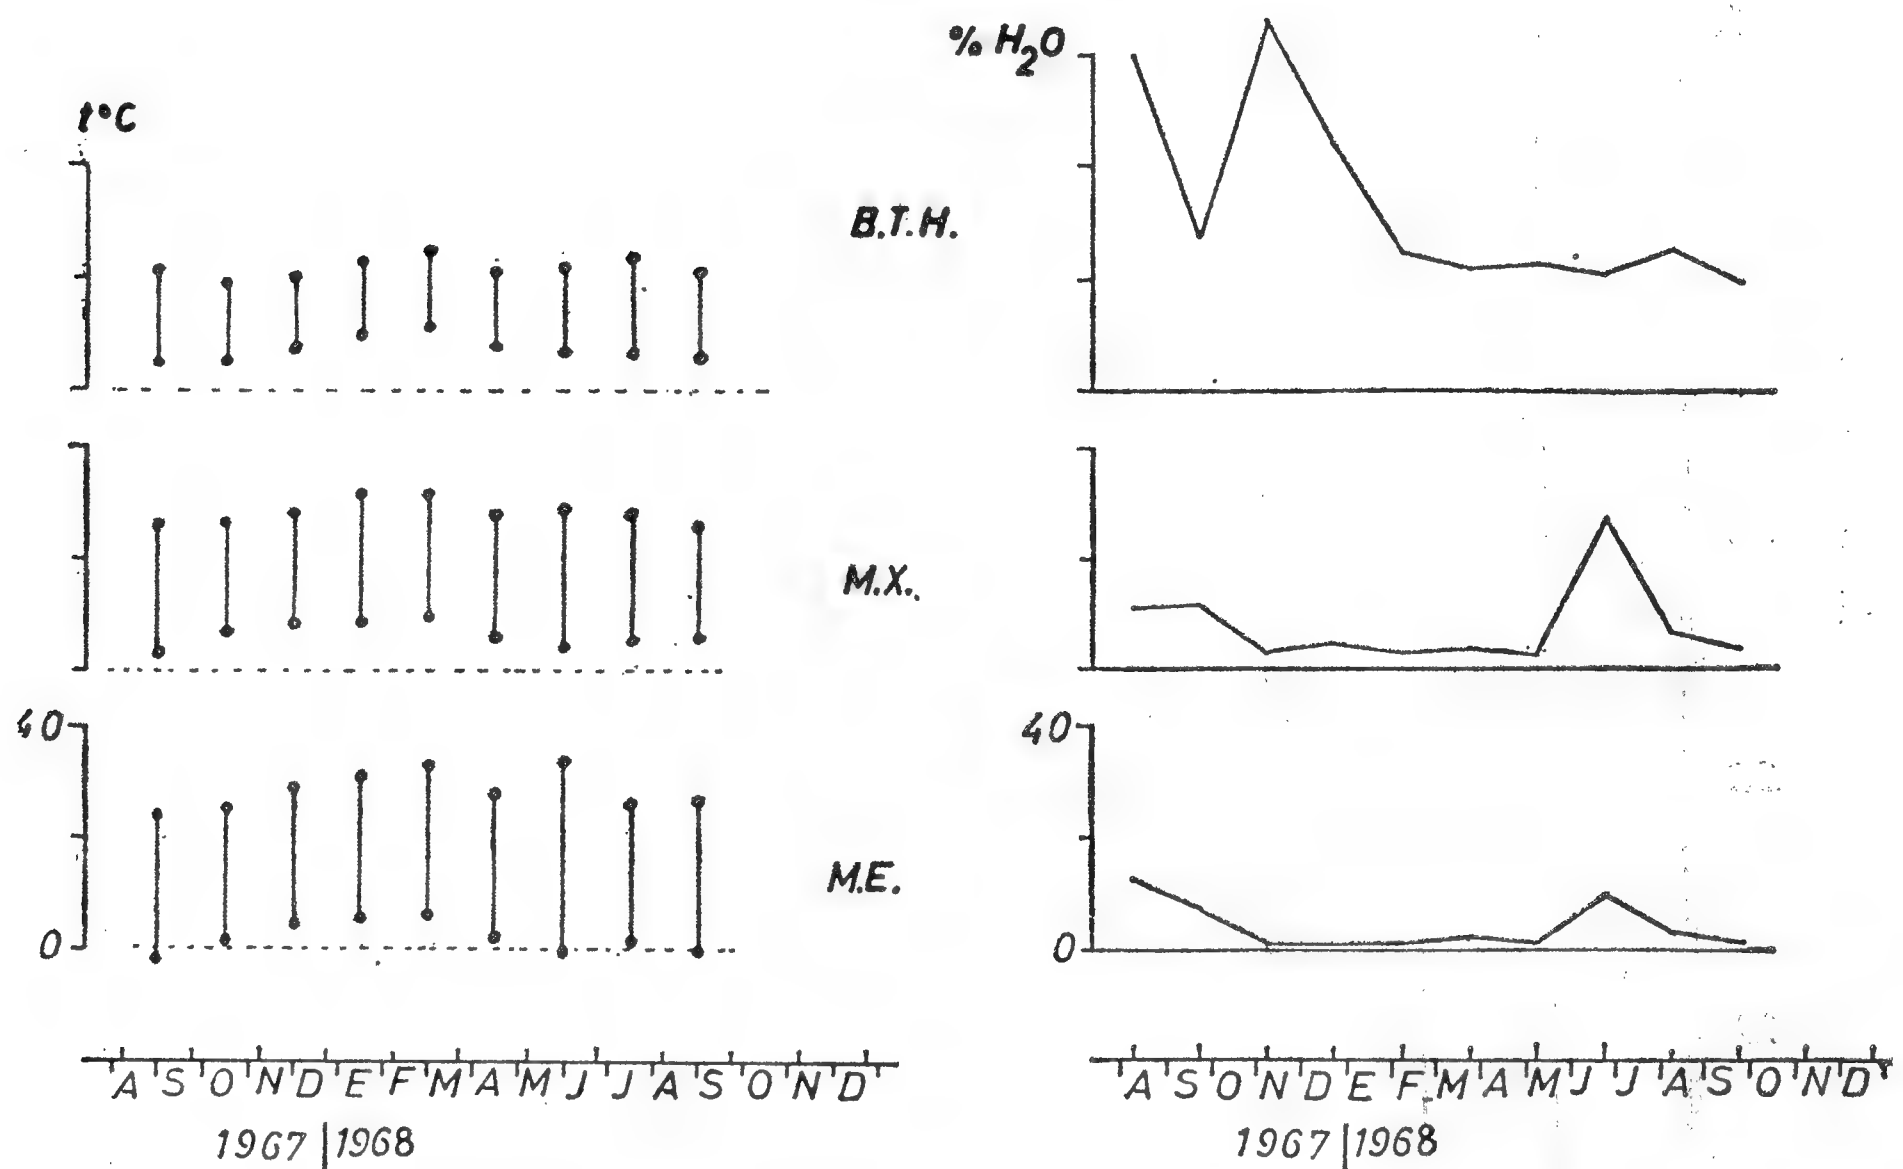 % H₂O
t°C
B.T.H.
M.X.
40
40
M.E.
0
0
A S O N D E F M A M J J A S O N D
A S O N D E F M A M J J A S O N D
1967 | 1968
1967 | 1968